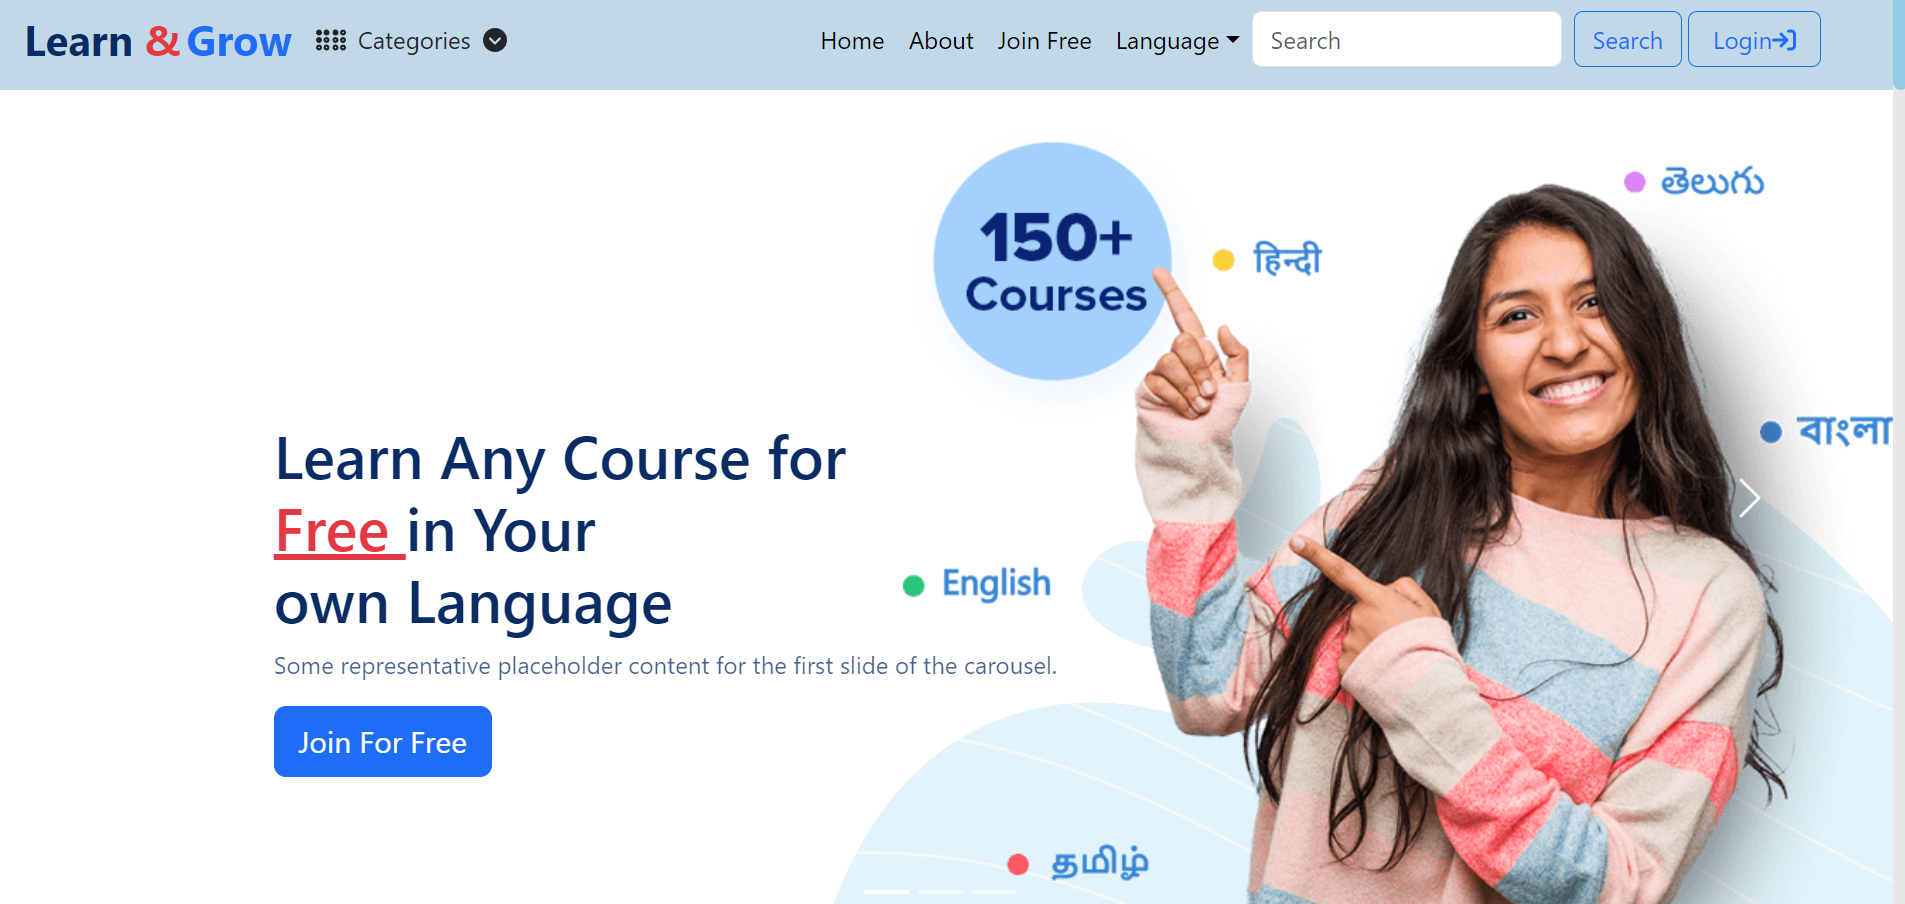 Learn & Grow
Categories
Home
About
Join Free
Language
Search
Search
Login
150+
Courses
తెలుగు
हिन्दी
বাংলা
Learn Any Course for
Free in Your
own Language
English
Some representative placeholder content for the first slide of the carousel.
Join For Free
தமிழ்